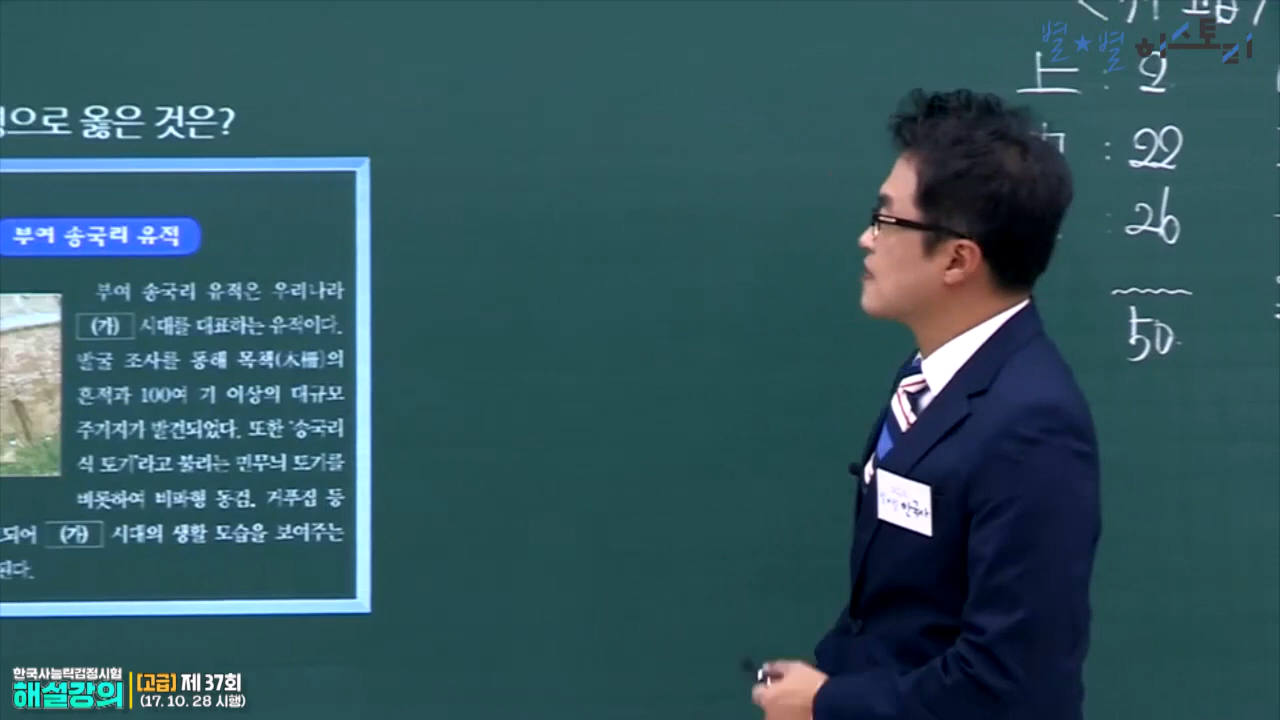 별★별 히스토리
으로 옳은 것은?
上 : 2
: 22
26
50
부여 송국리 유적
부여 송국리 유적은 우리나라
(가) 시대를 대표하는 유적이다.
발굴 조사를 통해 목책(木柵)의
흔적과 100여 기 이상의 대규모
주거지가 발견되었다. 또한 '송국리
식 토기'라고 불리는 민무늬 토기를
비롯하여 비파형 동검, 거푸집 등
되어 (가) 시대의 생활 모습을 보여주는
된다.
한국사
한국사능력검정시험
해설강의
[고급] 제 37회
(17. 10. 28 시행)